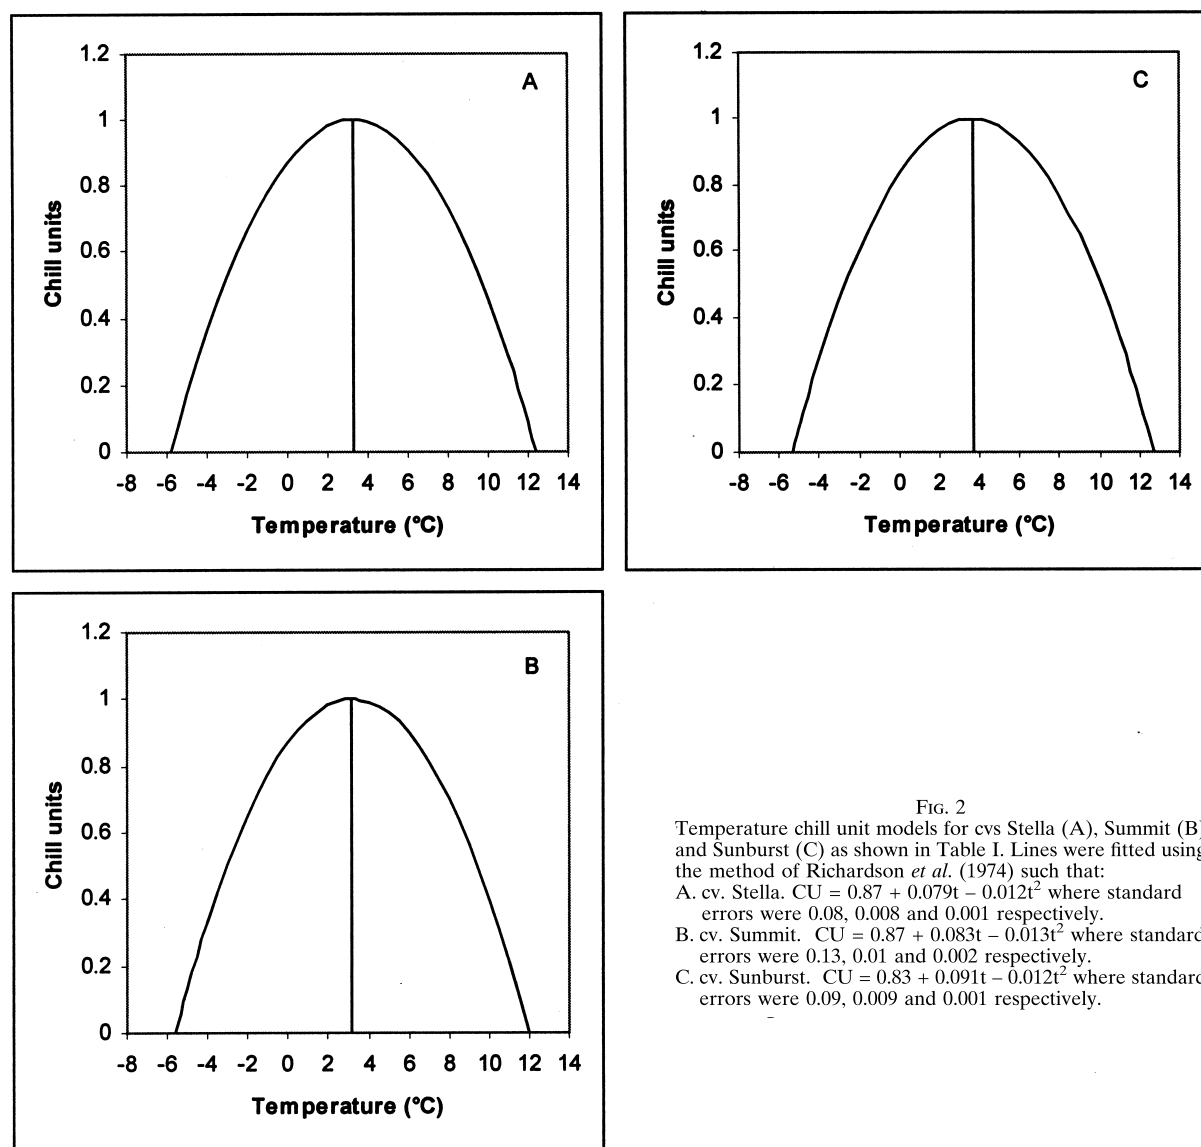 1.2
A
1
0.8
0.6
0.4
0.2
0
Chill units
-8 -6 -4 -2 0 2 4 6 8 10 12 14
Temperature (°C)
1.2
C
1
0.8
0.6
0.4
0.2
0
Chill units
-8 -6 -4 -2 0 2 4 6 8 10 12 14
Temperature (°C)
1.2
B
1
0.8
0.6
0.4
0.2
0
Chill units
-8 -6 -4 -2 0 2 4 6 8 10 12 14
Temperature (°C)
FIG. 2
Temperature chill unit models for cvs Stella (A), Summit (B)
and Sunburst (C) as shown in Table I. Lines were fitted using
the method of Richardson et al. (1974) such that:
A. cv. Stella. CU = 0.87 + 0.079t – 0.012t² where standard
errors were 0.08, 0.008 and 0.001 respectively.
B. cv. Summit. CU = 0.87 + 0.083t – 0.013t² where standard
errors were 0.13, 0.01 and 0.002 respectively.
C. cv. Sunburst. CU = 0.83 + 0.091t – 0.012t² where standard
errors were 0.09, 0.009 and 0.001 respectively.